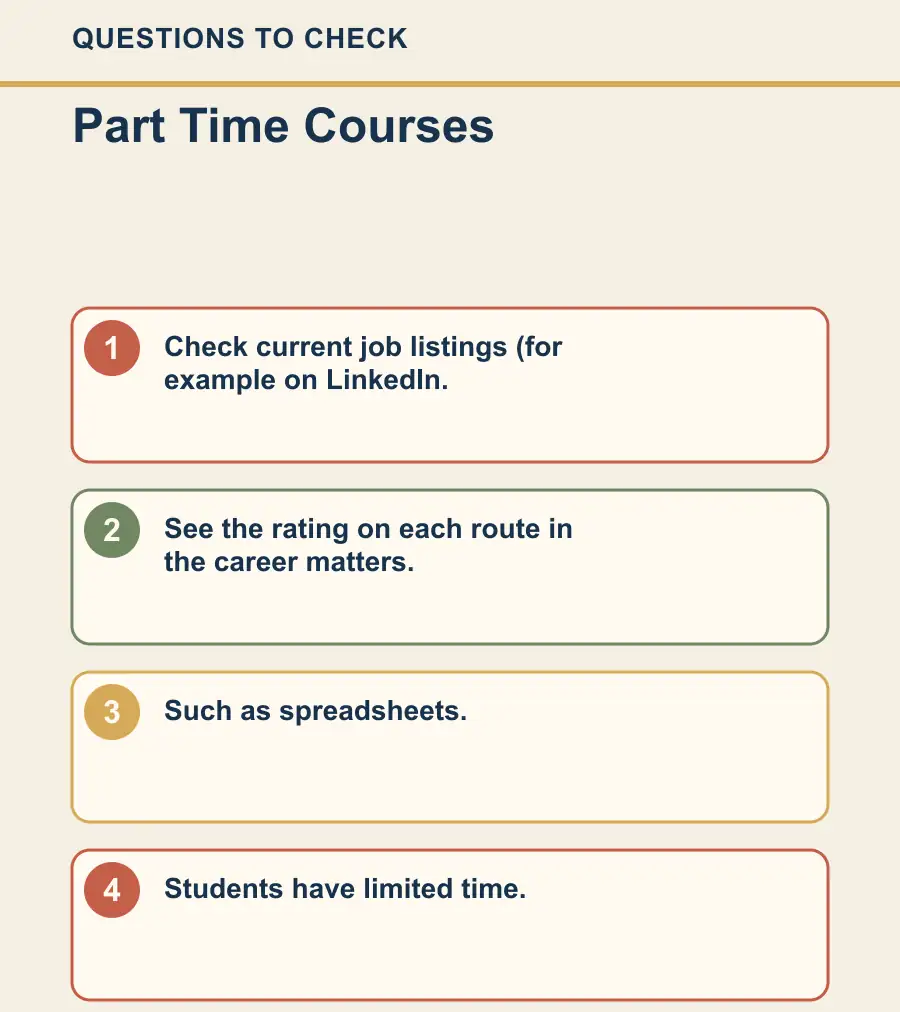 QUESTIONS TO CHECK
Part Time Courses
1
Check current job listings (for
example on LinkedIn.
2
See the rating on each route in
the career matters.
3
Such as spreadsheets.
4
Students have limited time.